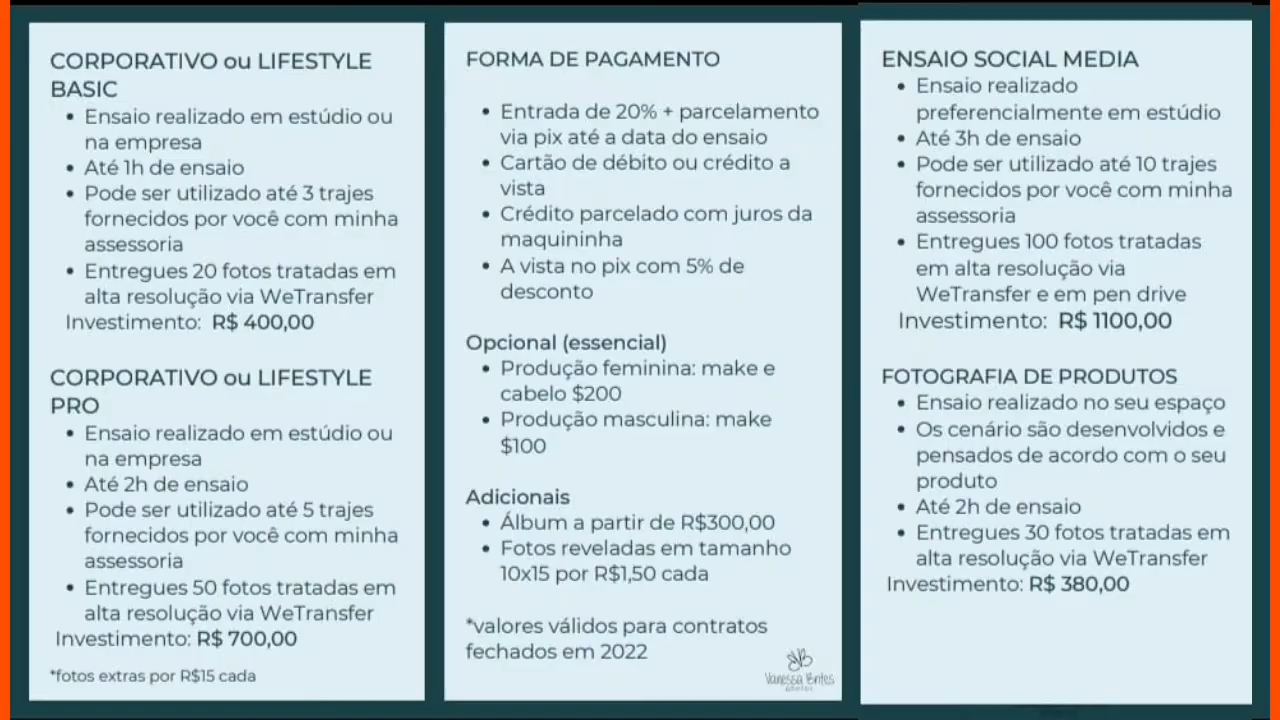 CORPORATIVO ou LIFESTYLE
BASIC
• Ensaio realizado em estúdio ou
na empresa
• Até 1h de ensaio
• Pode ser utilizado até 3 trajes
fornecidos por você com minha
assessoria
• Entregues 20 fotos tratadas em
alta resolução via WeTransfer
Investimento: R$ 400,00
CORPORATIVO ou LIFESTYLE
PRO
• Ensaio realizado em estúdio ou
na empresa
• Até 2h de ensaio
• Pode ser utilizado até 5 trajes
fornecidos por você com minha
assessoria
• Entregues 50 fotos tratadas em
alta resolução via WeTransfer
Investimento: R$ 700,00
*fotos extras por R$15 cada
FORMA DE PAGAMENTO
• Entrada de 20% + parcelamento
via pix até a data do ensaio
• Cartão de débito ou crédito a
vista
• Crédito parcelado com juros da
maquininha
• A vista no pix com 5% de
desconto
Opcional (essencial)
• Produção feminina: make e
cabelo $200
• Produção masculina: make
$100
Adicionais
• Álbum a partir de R$300,00
• Fotos reveladas em tamanho
10x15 por R$1,50 cada
*valores válidos para contratos
fechados em 2022
Vanessa Brites
ENSAIO SOCIAL MEDIA
• Ensaio realizado
preferencialmente em estúdio
• Até 3h de ensaio
• Pode ser utilizado até 10 trajes
fornecidos por você com minha
assessoria
• Entregues 100 fotos tratadas
em alta resolução via
WeTransfer e em pen drive
Investimento: R$ 1100,00
FOTOGRAFIA DE PRODUTOS
• Ensaio realizado no seu espaço
• Os cenário são desenvolvidos e
pensados de acordo com o seu
produto
• Até 2h de ensaio
• Entregues 30 fotos tratadas em
alta resolução via WeTransfer
Investimento: R$ 380,00